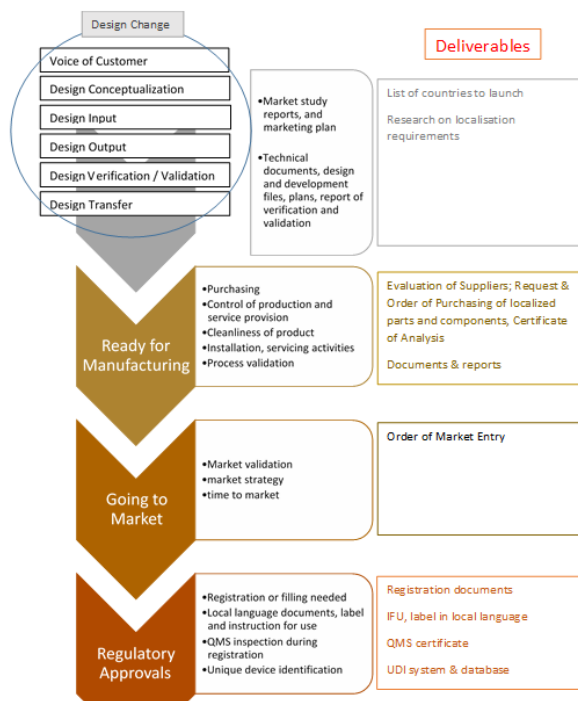 Design Change
Deliverables
Voice of Customer
Design Conceptualization
Design Input
Design Output
Design Verification / Validation
Design Transfer
•Market study
reports, and
marketing plan
•Technical
documents, design
and development
files, plans, report of
verification and
validation
List of countries to launch
Research on localisation
requirements
Ready for
Manufacturing
•Purchasing
•Control of production and
service provision
•Cleanliness of product
•Installation, servicing activities
•Process validation
Evaluation of Suppliers; Request &
Order of Purchasing of localized
parts and components, Certificate
of Analysis
Documents & reports
Going to
Market
•Market validation
•market strategy
•time to market
Order of Market Entry
Regulatory
Approvals
•Registration or filling needed
•Local language documents, label
and instruction for use
•QMS inspection during
registration
•Unique device identification
Registration documents
IFU, label in local language
QMS certificate
UDI system & database